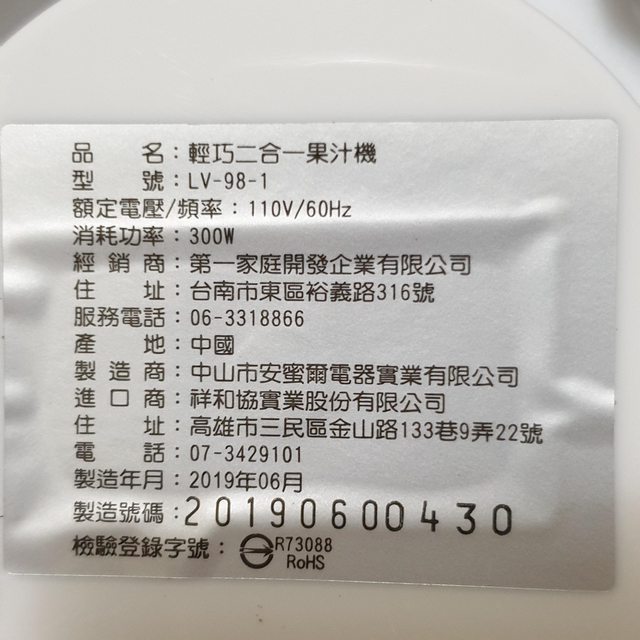 品　　名：輕巧二合一果汁機
型　　號：LV-98-1
額定電壓/頻率：110V/60Hz
消耗功率：300W
經 銷 商：第一家庭開發企業有限公司
住　　址：台南市東區裕義路316號
服務電話：06-3318866
產　　地：中國
製 造 商：中山市安蜜爾電器實業有限公司
進 口 商：祥和協實業股份有限公司
住　　址：高雄市三民區金山路133巷9弄22號
電　　話：07-3429101
製造年月：2019年06月
製造號碼：20190600430
檢驗登錄字號：R73088
RoHS